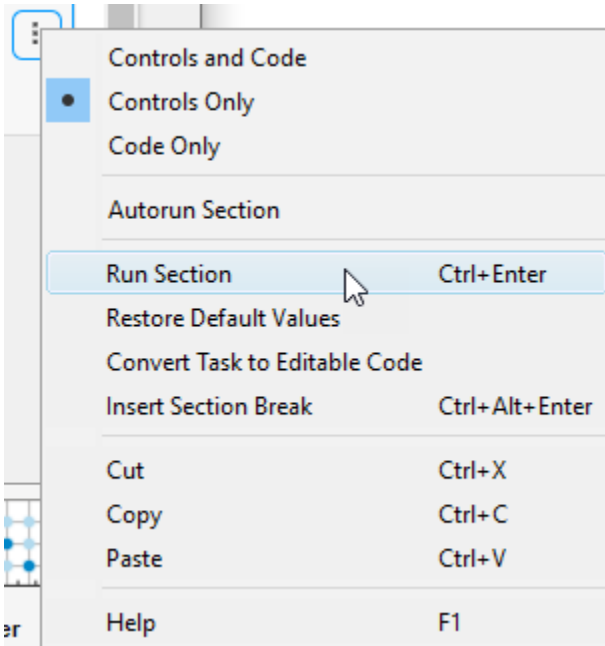 Controls and Code
Controls Only
Code Only
Autorun Section
Run Section Ctrl+Enter
Restore Default Values
Convert Task to Editable Code
Insert Section Break Ctrl+Alt+Enter
Cut Ctrl+X
Copy Ctrl+C
Paste Ctrl+V
Help F1
er